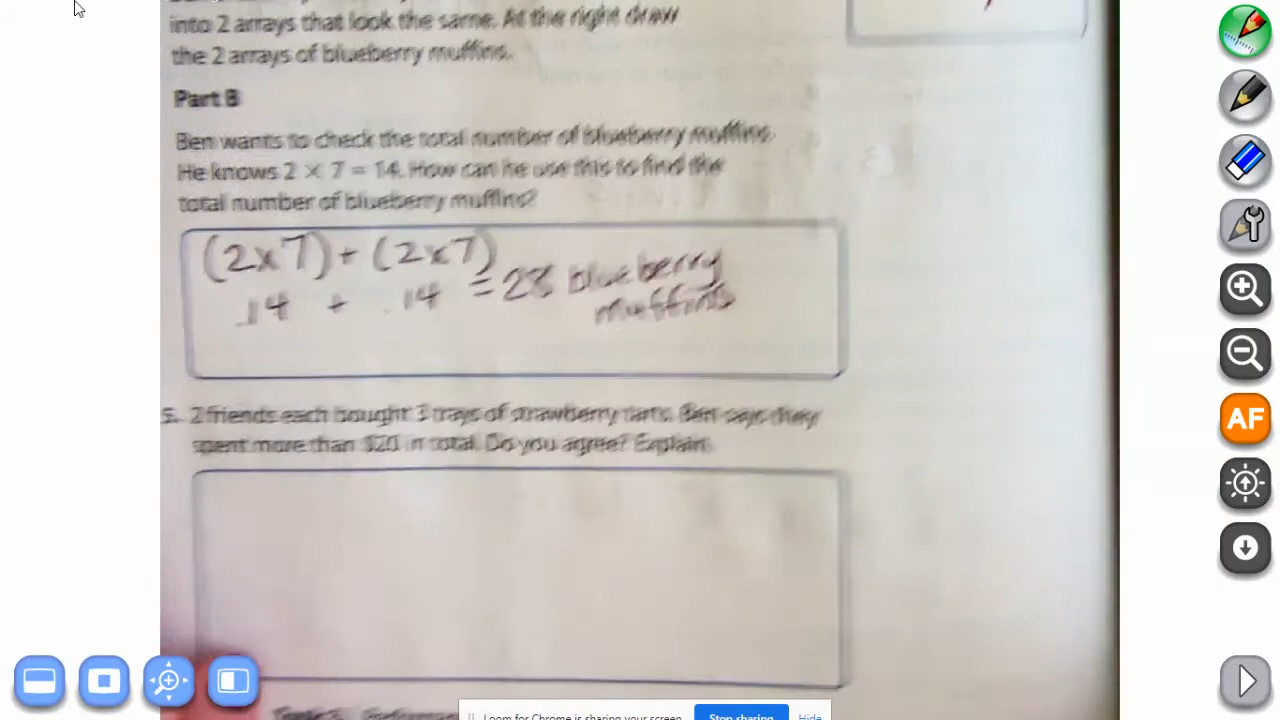 into 2 arrays that look the same. At the right draw
the 2 arrays of blueberry muffins.
Part B
Ben wants to check the total number of blueberry muffins.
He knows 2 × 7 = 14. How can he use this to find the
total number of blueberry muffins?
(2x7) + (2x7)
14 + 14 = 28 blueberry
muffins
5. 2 friends each bought 3 trays of strawberry tarts. Ben says they
spent more than $20 in total. Do you agree? Explain.
AF
Loom for Chrome is sharing your screen.
Stop sharing
Hide